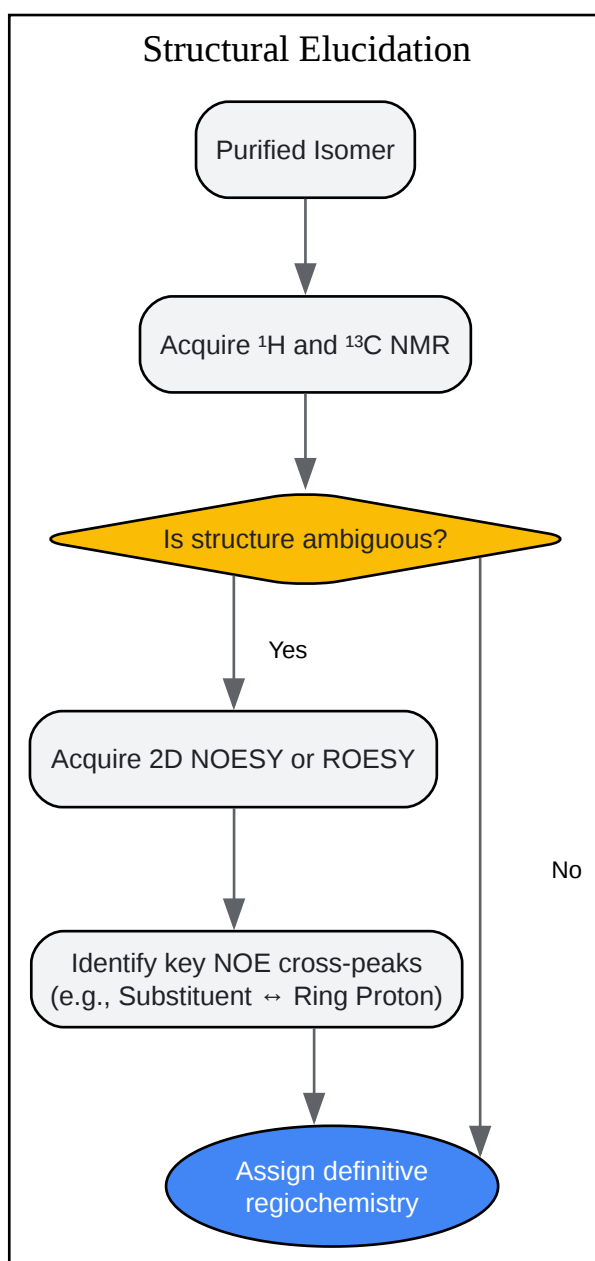 Structural Elucidation
Purified Isomer
Acquire ¹H and ¹³C NMR
Is structure ambiguous?
Yes
Acquire 2D NOESY or ROESY
No
Identify key NOE cross-peaks
(e.g., Substituent ↔ Ring Proton)
Assign definitive
regiochemistry